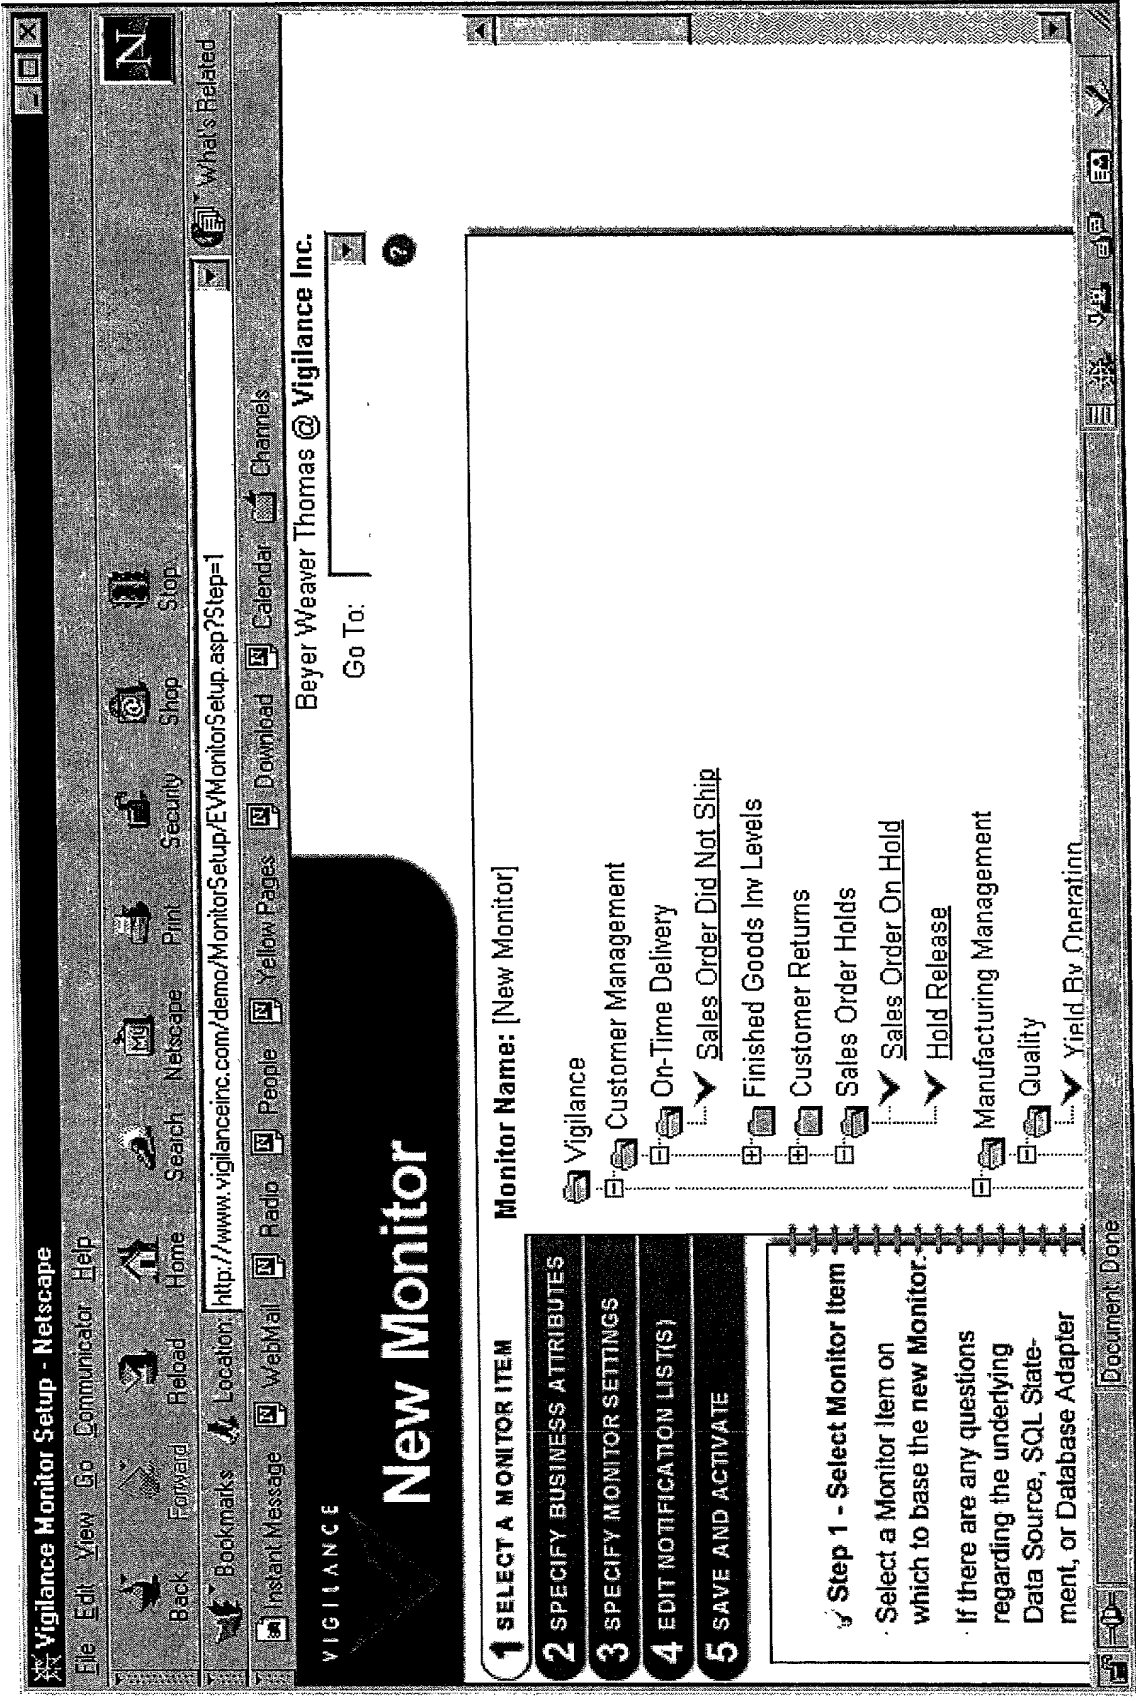 Vigilance Monitor Setup - Netscape
File Edit View Go Communicator Help
Back Forward Reload Home Search Netscape Print Security Shop Stop
N
Bookmarks Location: http://www.vigilanceinc.com/demo/MonitorSetup/EVMonitorSetup.asp?Step=1 What's Related
Instant Message WebMail Radio People Yellow Pages Download Calendar Channels
VIGILANCE
New Monitor
Beyer Weaver Thomas @ Vigilance Inc.
Go To:
?
1 SELECT A MONITOR ITEM
2 SPECIFY BUSINESS ATTRIBUTES
3 SPECIFY MONITOR SETTINGS
4 EDIT NOTIFICATION LIST(S)
5 SAVE AND ACTIVATE
Step 1 - Select Monitor Item
· Select a Monitor Item on
which to base the new Monitor.
· If there are any questions
regarding the underlying
Data Source, SQL State-
ment, or Database Adapter
Monitor Name: [New Monitor]
Vigilance
Customer Management
On-Time Delivery
Sales Order Did Not Ship
Finished Goods Inv Levels
Customer Returns
Sales Order Holds
Sales Order On Hold
Hold Release
Manufacturing Management
Quality
Yield By Operation
Document: Done